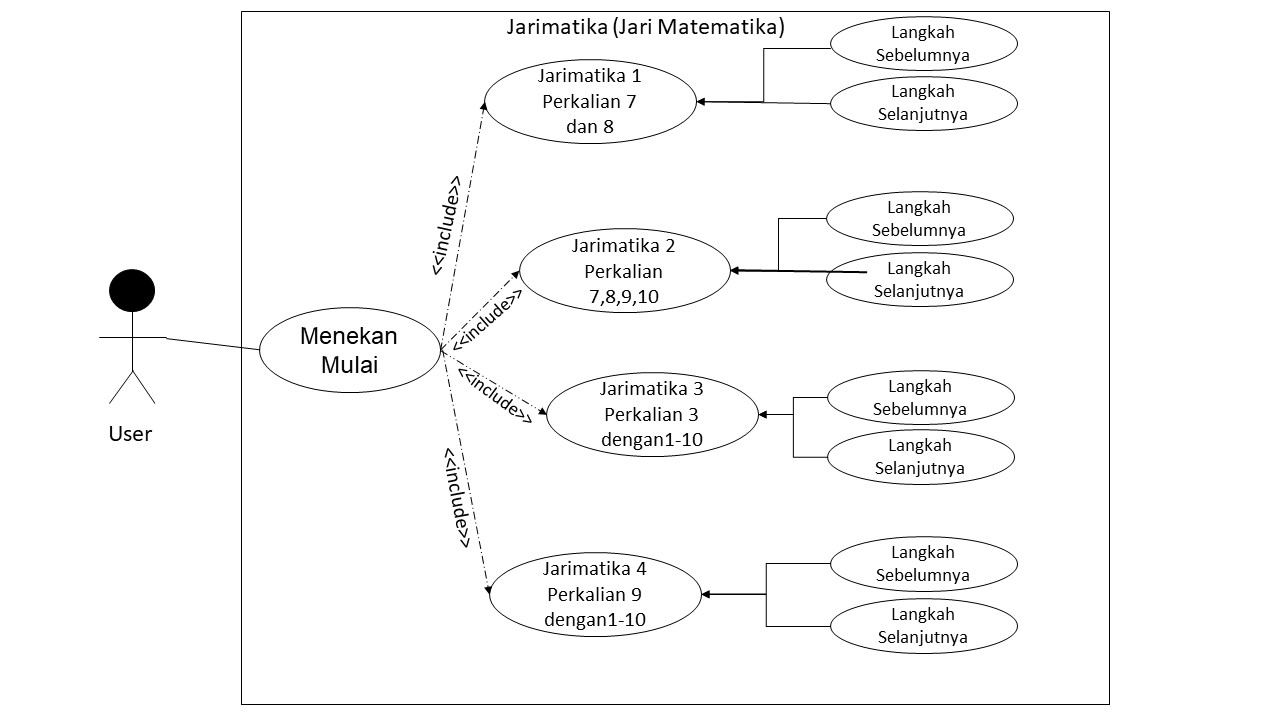 Jarimatika (Jari Matematika)
Langkah
Sebelumnya
Jarimatika 1
Perkalian 7
dan 8
Langkah
Selanjutnya
<<include>>
Langkah
Sebelumnya
Jarimatika 2
Perkalian
7,8,9,10
Langkah
Selanjutnya
<<include>>
Menekan
Mulai
User
<<include>>
Jarimatika 3
Perkalian 3
dengan1-10
Langkah
Sebelumnya
Langkah
Selanjutnya
<<include>>
Jarimatika 4
Perkalian 9
dengan1-10
Langkah
Sebelumnya
Langkah
Selanjutnya